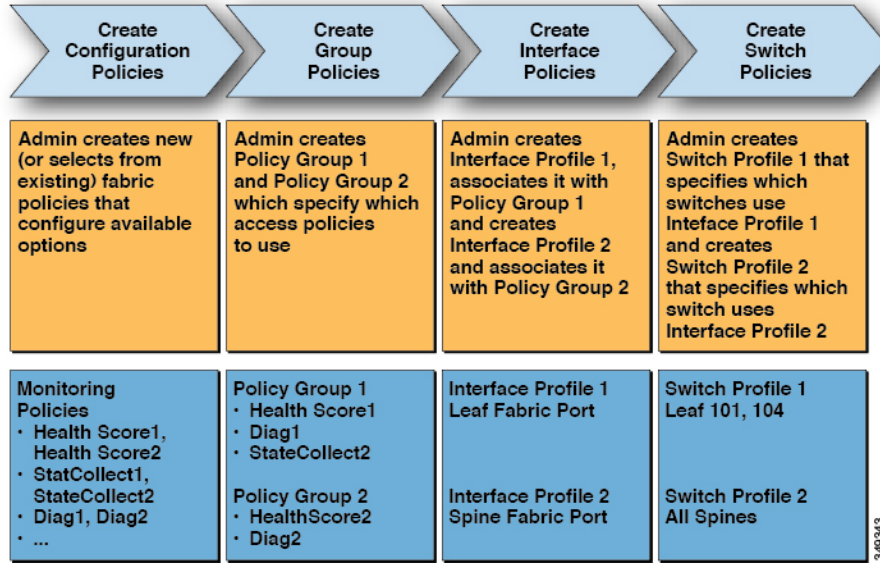 Create
Configuration
Policies
Create
Group
Policies
Create
Interface
Policies
Create
Switch
Policies
Admin creates new
(or selects from
existing) fabric
policies that
configure available
options
Admin creates
Policy Group 1
and Policy Group 2
which specify which
access policies
to use
Admin creates
Interface Profile 1,
associates it with
Policy Group 1
and creates
Interface Profile 2
and associates it
with Policy Group 2
Admin creates
Switch Profile 1 that
specifies which
switches use
Inteface Profile 1
and creates
Switch Profile 2
that specifies which
switch uses
Interface Profile 2
Monitoring
Policies
• Health Score1,
Health Score2
• StatCollect1,
StateCollect2
• Diag1, Diag2
• ...
Policy Group 1
• Health Score1
• Diag1
• StateCollect2
Policy Group 2
• HealthScore2
• Diag2
Interface Profile 1
Leaf Fabric Port
Interface Profile 2
Spine Fabric Port
Switch Profile 1
Leaf 101, 104
Switch Profile 2
All Spines
349343